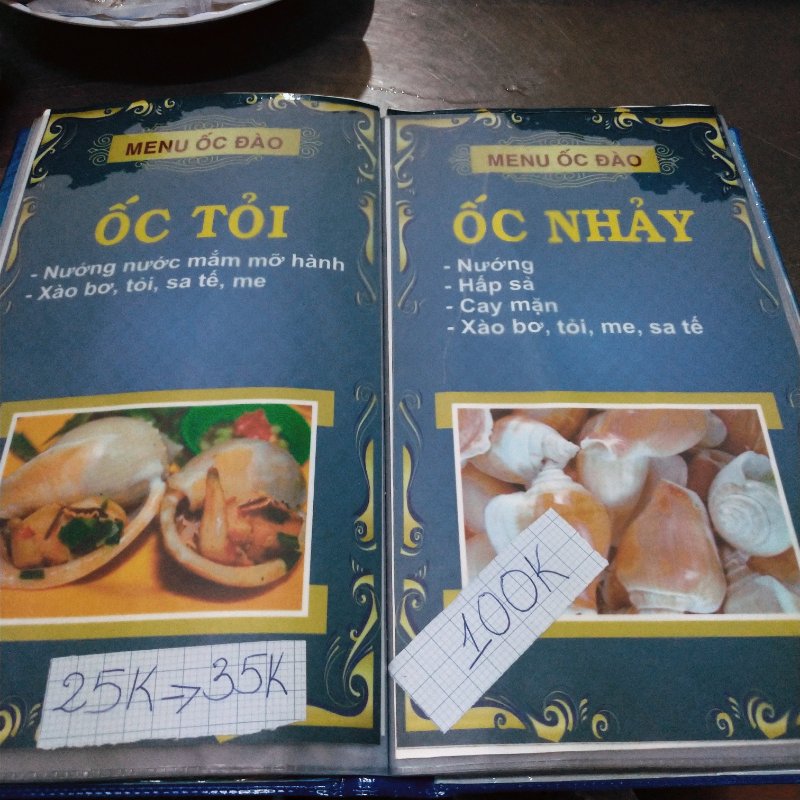 MENU ỐC ĐÀO
ỐC TỎI
- Nướng nước mắm mỡ hành
- Xào bơ, tỏi, sa tế, me
25K → 35K
MENU ỐC ĐÀO
ỐC NHẢY
- Nướng
- Hấp sả
- Cay mặn
- Xào bơ, tỏi, me, sa tế
100K